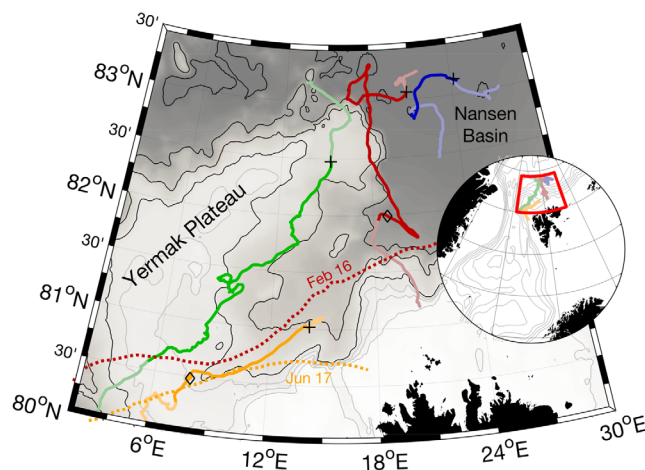 30'
83°N
30'
82°N
30'
81°N
30'
80°N
6°E
12°E
18°E
24°E
30°E
Nansen
Basin
Yermak Plateau
Feb 16
Jun 17